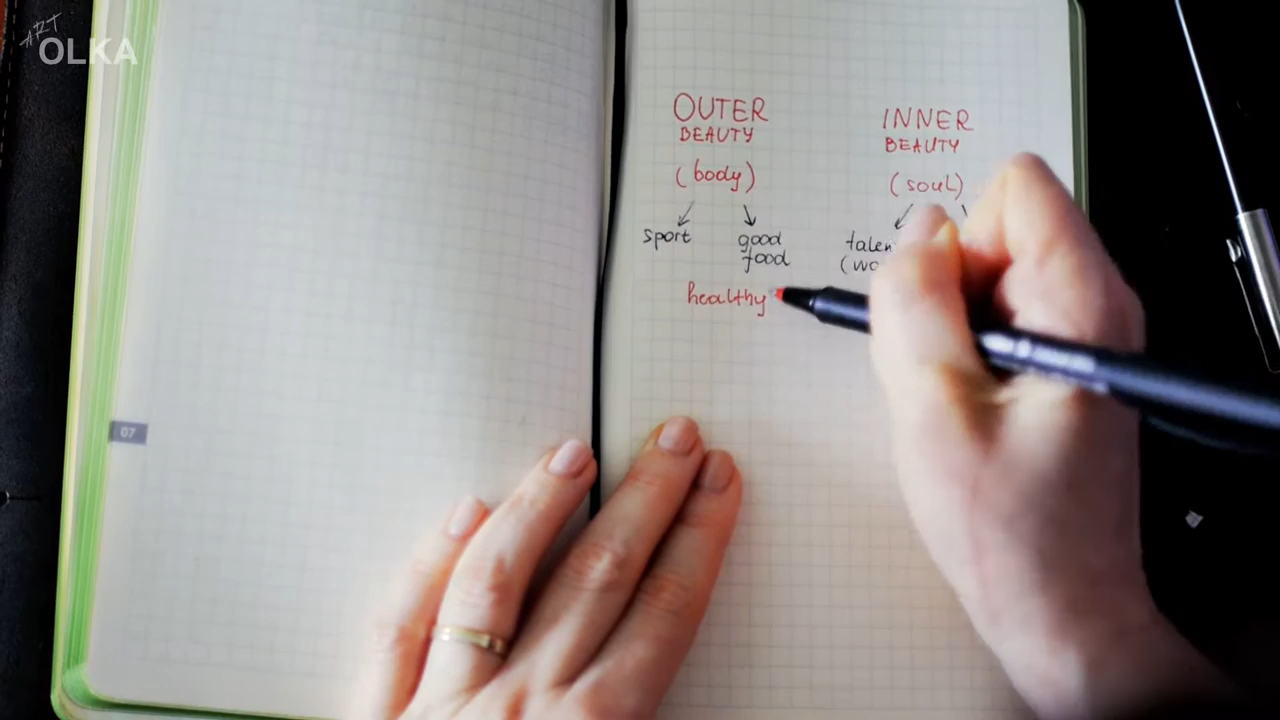 ART
OLKA
OUTER
BEAUTY
(body)
sport
good
food
healthy
INNER
BEAUTY
(soul)
07